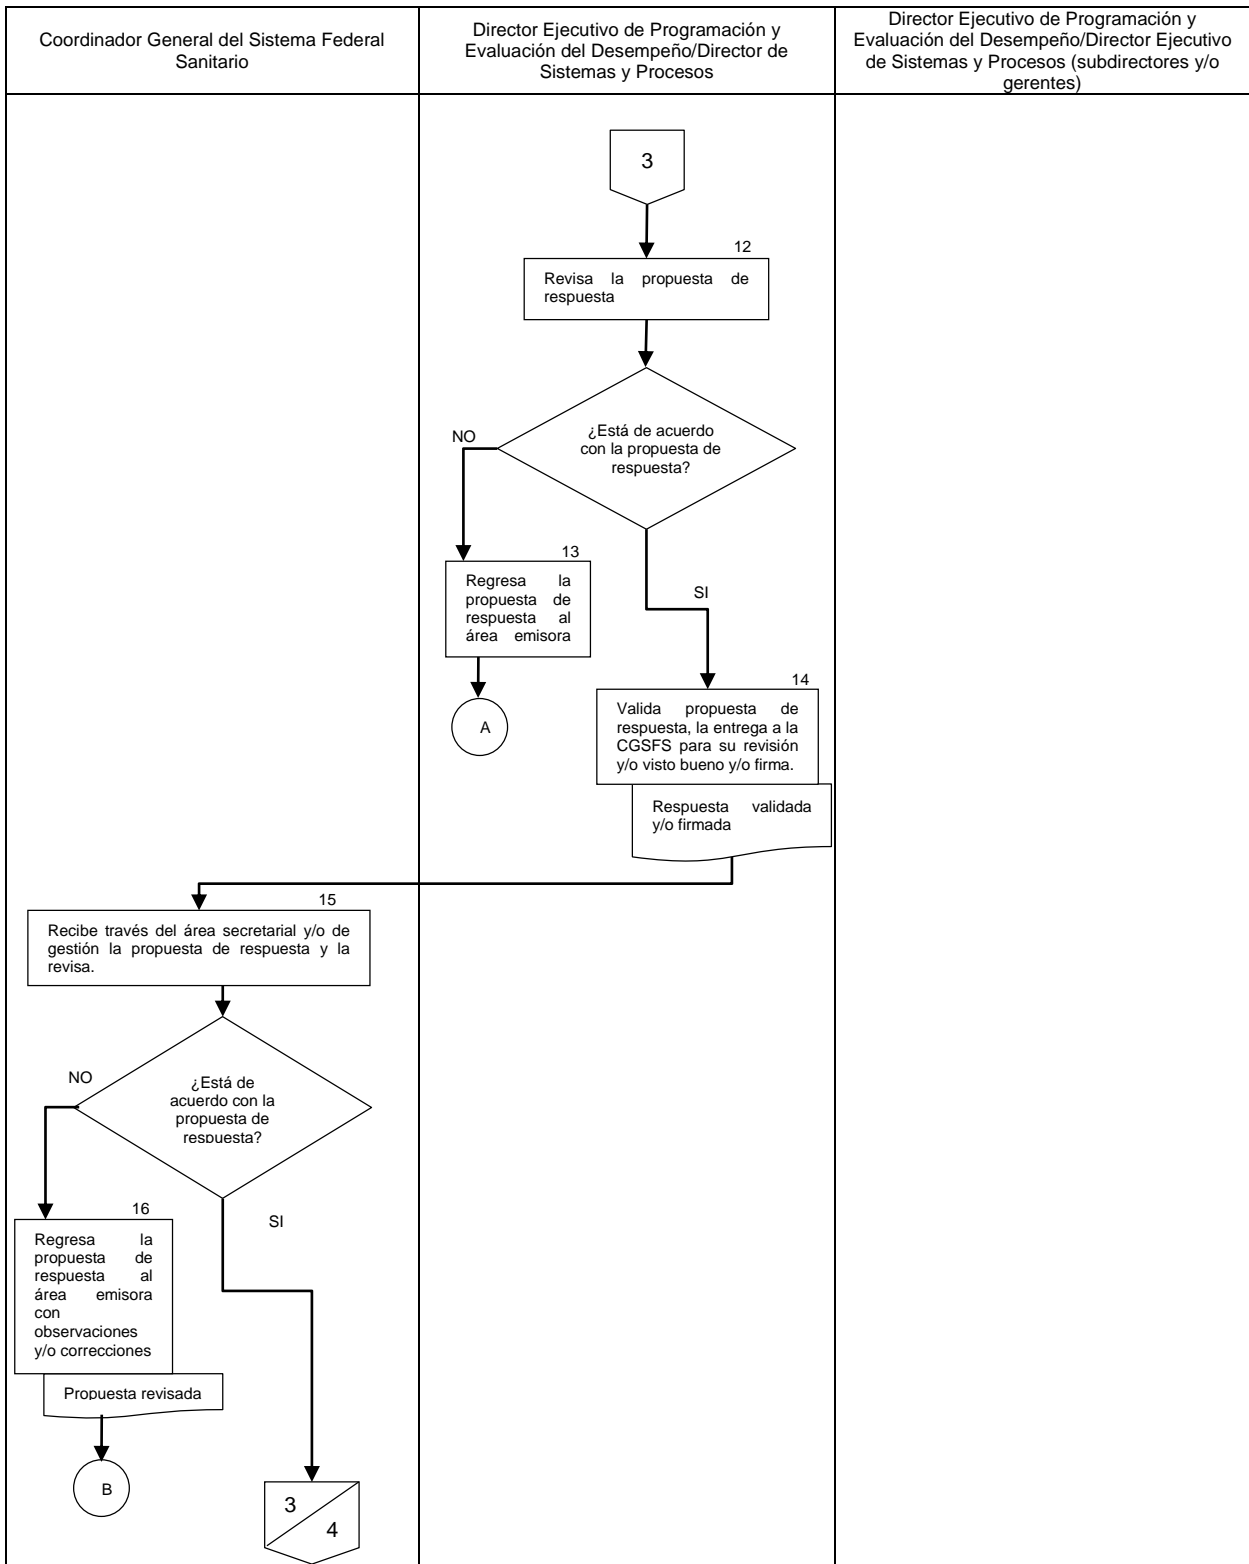 Coordinador General del Sistema Federal
Sanitario
Director Ejecutivo de Programación y
Evaluación del Desempeño/Director de
Sistemas y Procesos
Director Ejecutivo de Programación y
Evaluación del Desempeño/Director Ejecutivo
de Sistemas y Procesos (subdirectores y/o
gerentes)
3
12
Revisa la propuesta de
respuesta
¿Está de acuerdo
con la propuesta de
respuesta?
NO
13
Regresa la
propuesta de
respuesta al
área emisora
SI
A
14
Valida propuesta de
respuesta, la entrega a la
CGSFS para su revisión
y/o visto bueno y/o firma.
Respuesta validada
y/o firmada
15
Recibe través del área secretarial y/o de
gestión la propuesta de respuesta y la
revisa.
NO
¿Está de
acuerdo con la
propuesta de
respuesta?
16
SI
Regresa la
propuesta de
respuesta al
área emisora
con
observaciones
y/o correcciones
Propuesta revisada
B
3
4